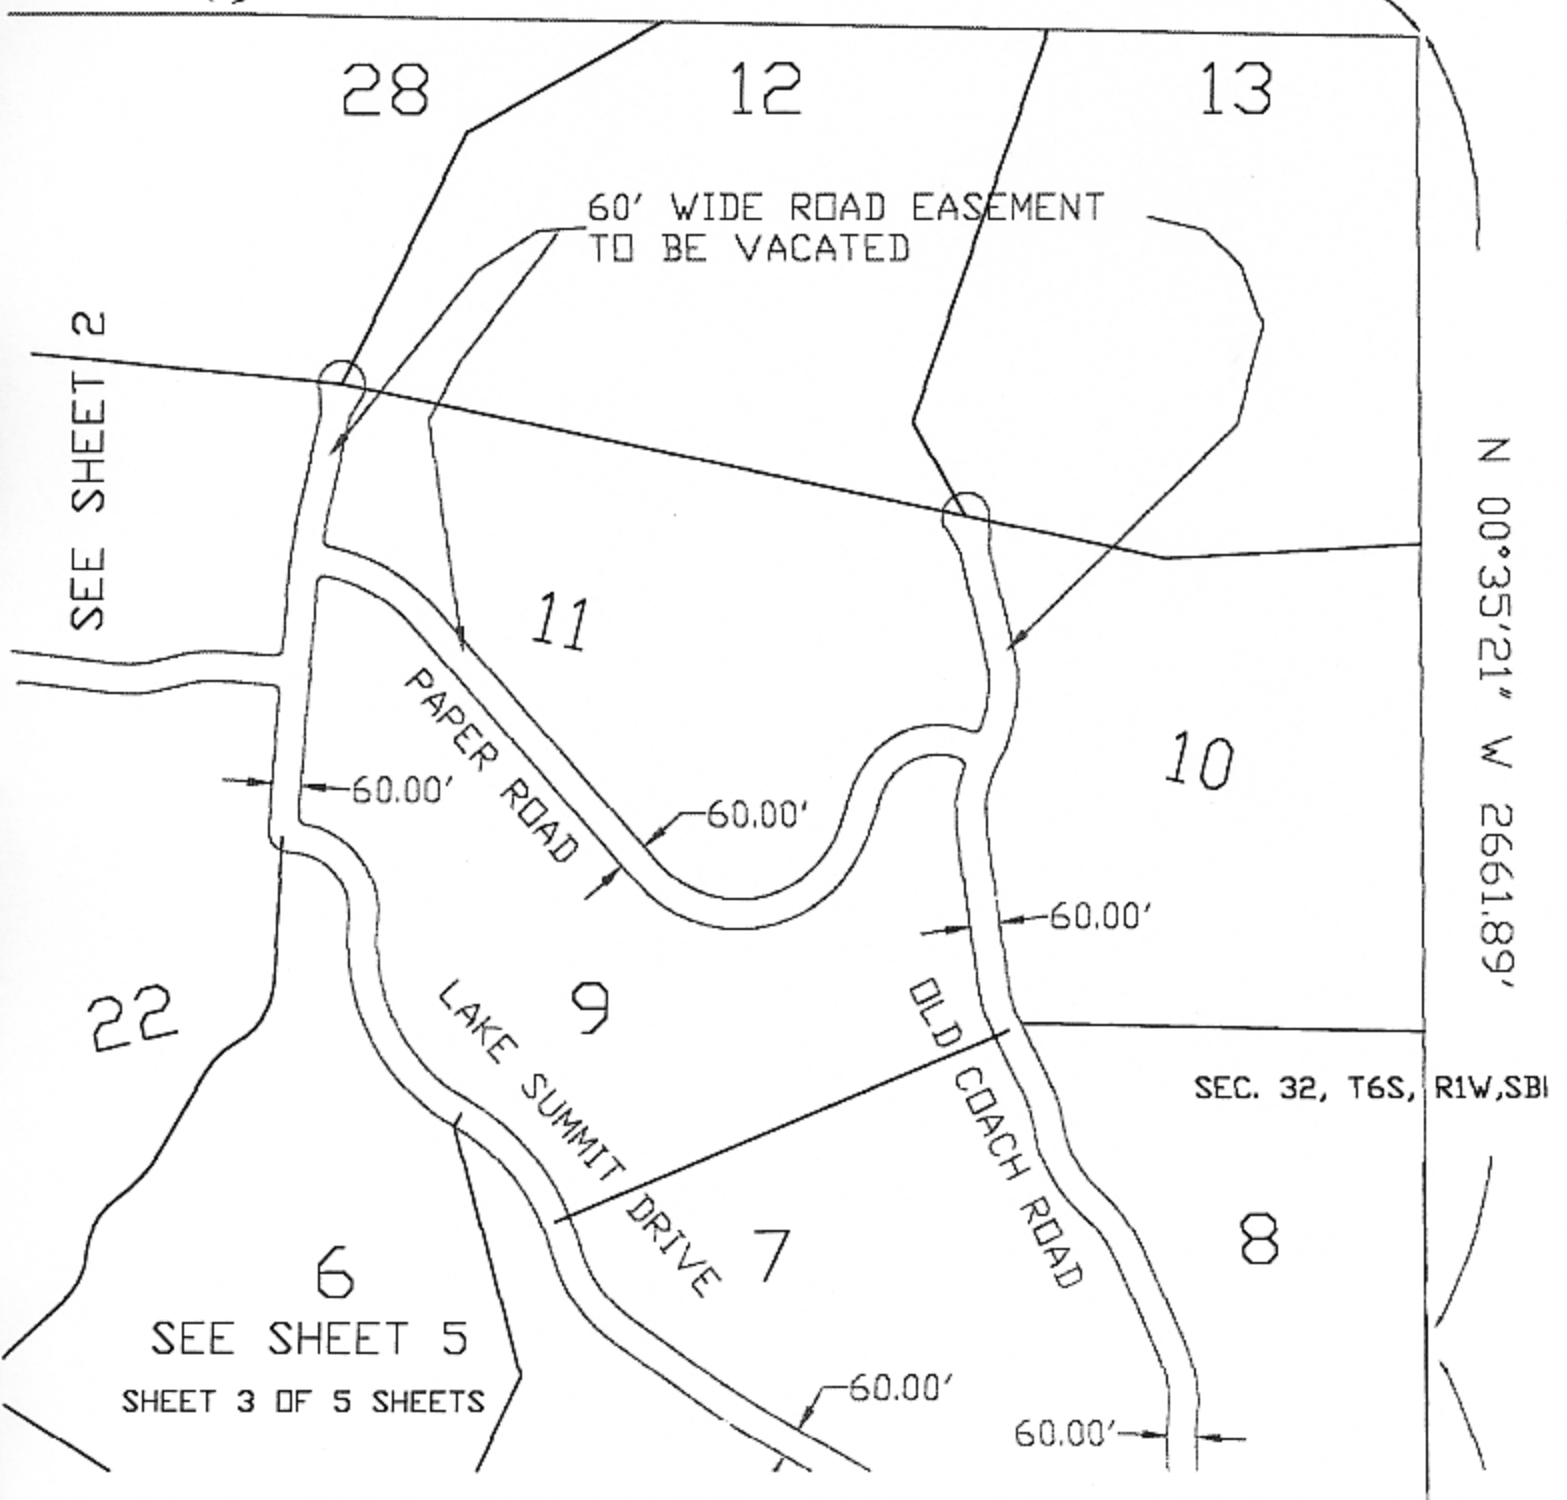 28
12
13
60' WIDE ROAD EASEMENT
TO BE VACATED
SEE SHEET 2
N 00°35'21" W 2661.89'
11
PAPER ROAD
10
60.00'
60.00'
60.00'
22
9
LAKE SUMMIT DRIVE
OLD COACH ROAD
SEC. 32, T6S, R1W,SB
6
7
8
SEE SHEET 5
SHEET 3 OF 5 SHEETS
60.00'
60.00'